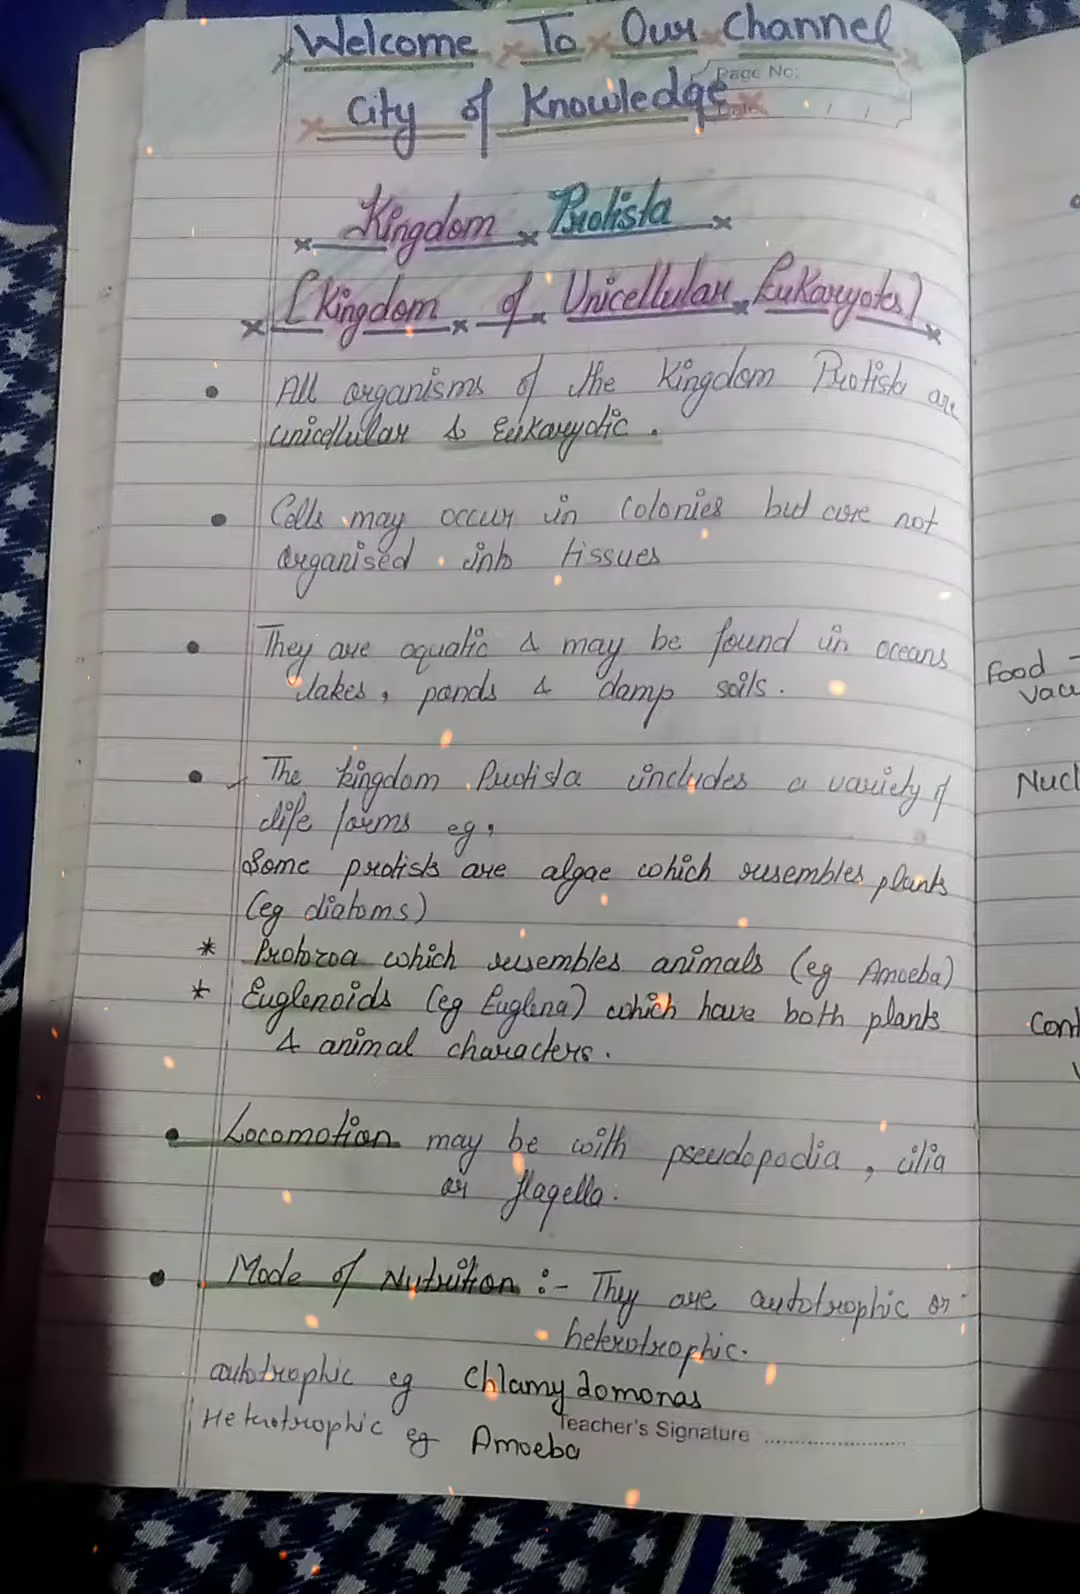 Welcome To Our Channel
Page No:
City of Knowledge
Date
Kingdom Protista
(Kingdom of Unicellular Eukaryotes)
• All organisms of the Kingdom Protista are
unicellular & Eukaryotic.
• Cells may occur in Colonies but are not
organised into tissues
• They are aquatic & may be found in oceans
lakes, ponds & damp soils.
• The kingdom Protista includes a variety of
life forms eg,
Some protists are algae which resembles plants
(eg diatoms)
* Protozoa which resembles animals (eg Amoeba)
* Euglenoids (eg Euglena) which have both plants
& animal characters.
• Locomotion may be with pseudopodia, cilia
or flagella.
• Mode of Nutrition :- They are autotrophic or
heterotrophic.
autotrophic eg Chlamydomonas
Heterotrophic eg Amoeba
Teacher's Signature ........................
Food